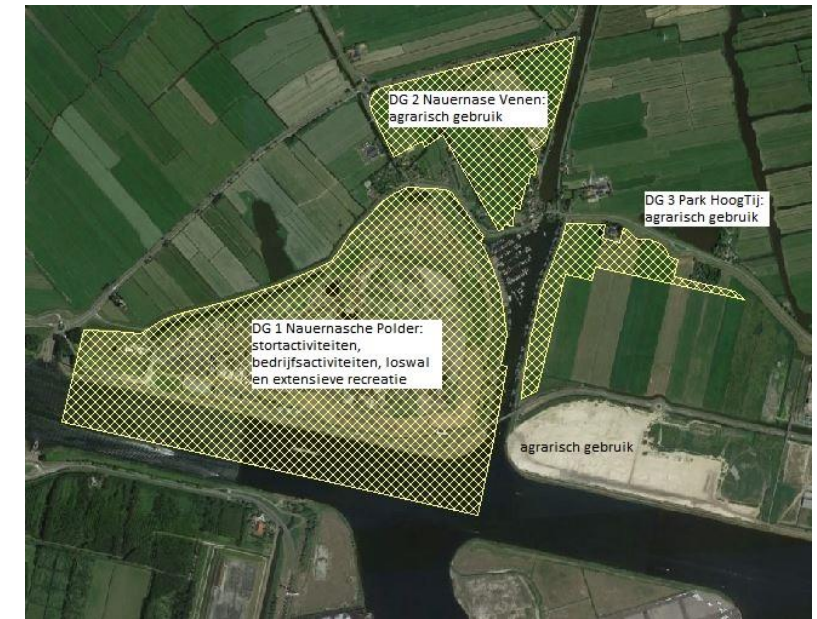 DG 2 Nauernase Venen:
agrarisch gebruik
DG 3 Park HoogTij:
agrarisch gebruik
DG 1 Nauernasche Polder:
stortactiviteiten,
bedrijfsactiviteiten, loswal
en extensieve recreatie
agrarisch gebruik